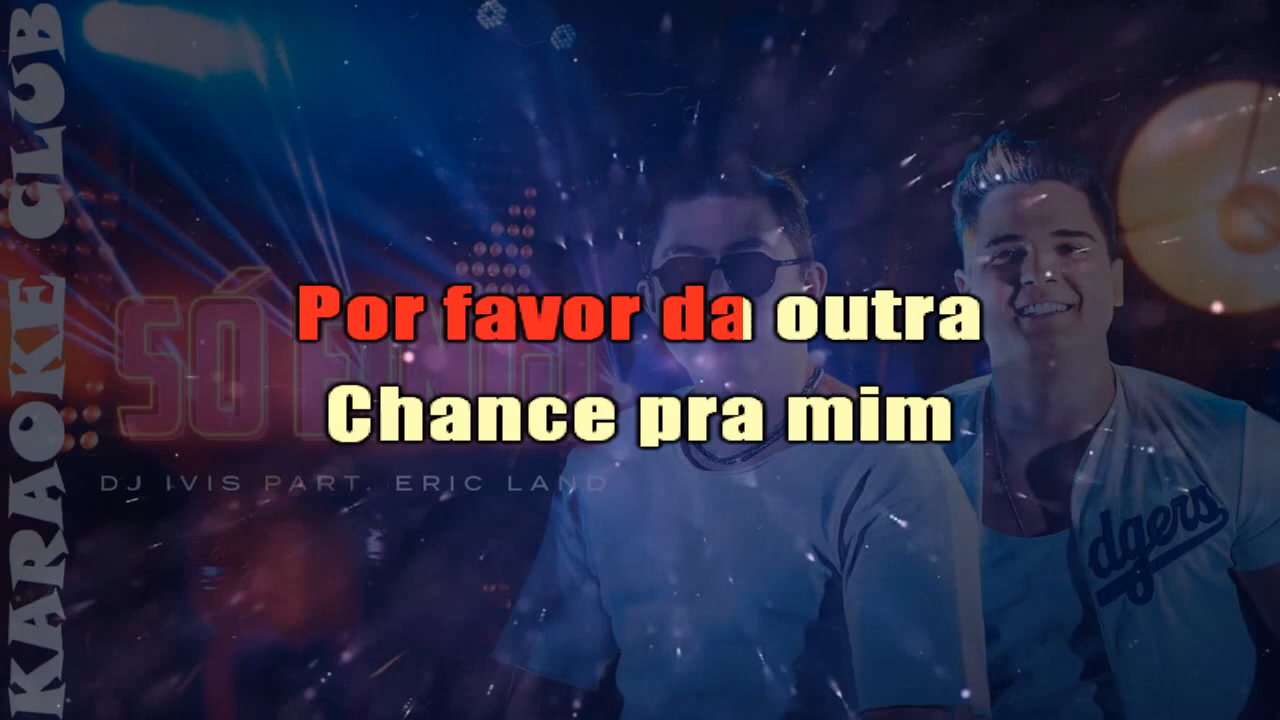 KARAOKE CLUB
Por favor da outra
Chance pra mim
SÓ
DJ IVIS PART. ERIC LAND
dgers